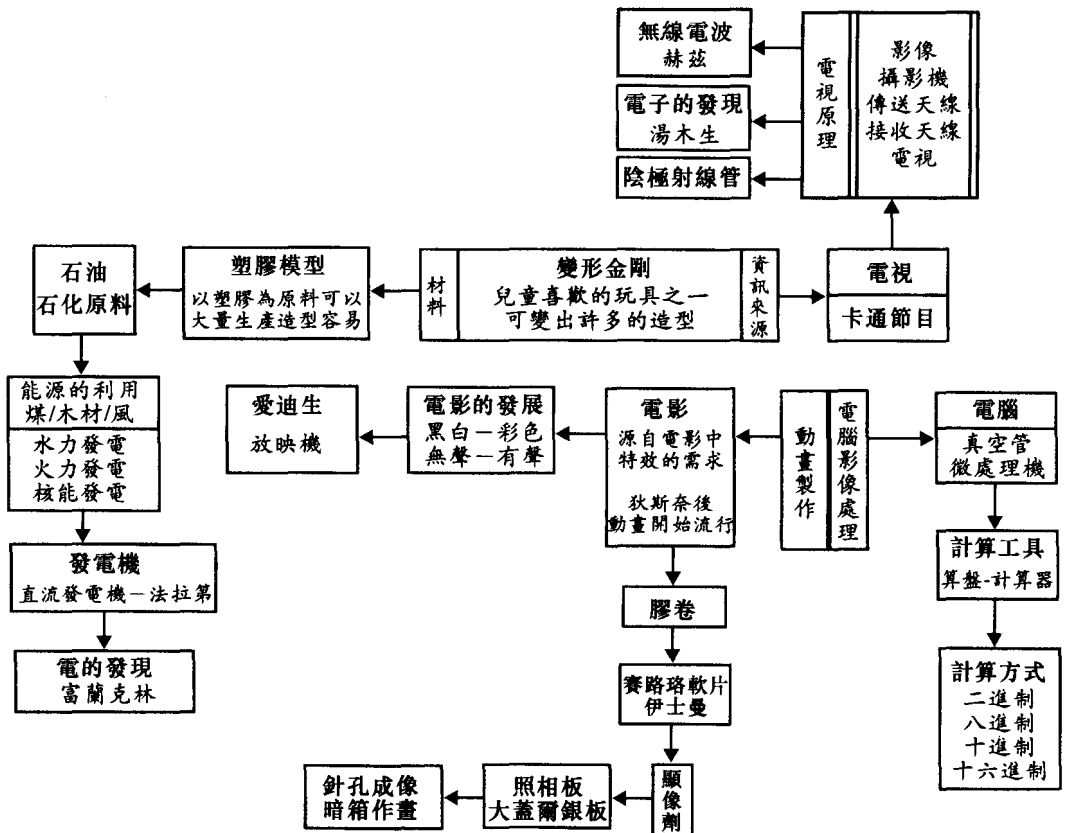 無線電波
赫茲
電子的發現
湯木生
陰極射線管
電視原理
影像
攝影機
傳送天線
接收天線
電視
石油
石化原料
塑膠模型
以塑膠為原料可以
大量生產造型容易
材料
變形金剛
兒童喜歡的玩具之一
可變出許多的造型
資訊來源
電視
卡通節目
能源的利用
煤/木材/風
水力發電
火力發電
核能發電
愛迪生
放映機
電影的發展
黑白－彩色
無聲－有聲
電影
源自電影中
特效的需求
狄斯奈後
動畫開始流行
動畫製作
電腦影像處理
電腦
真空管
微處理機
發電機
直流發電機－法拉第
計算工具
算盤-計算器
膠卷
電的發現
富蘭克林
賽路珞軟片
伊士曼
計算方式
二進制
八進制
十進制
十六進制
針孔成像
暗箱作畫
照相板
大蓋爾銀板
顯像劑